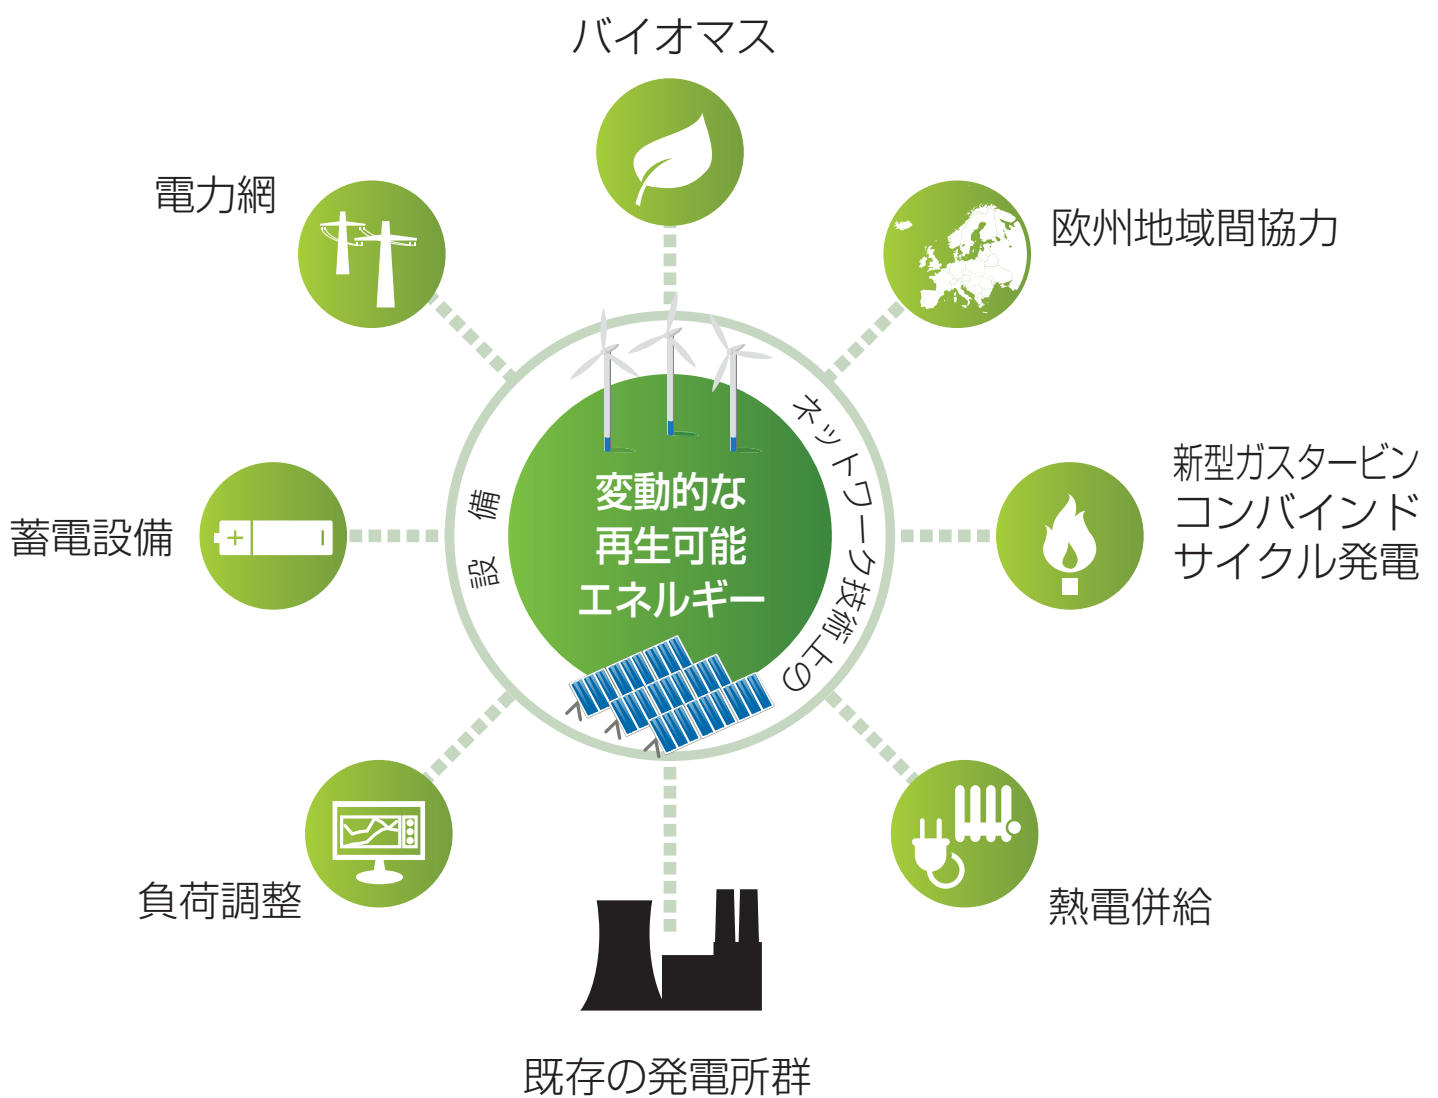 バイオマス
電力網
欧州地域間協力
ネットワーク技術上の
設備
変動的な
再生可能
エネルギー
蓄電設備
新型ガスタービン
コンバインド
サイクル発電
負荷調整
熱電併給
既存の発電所群